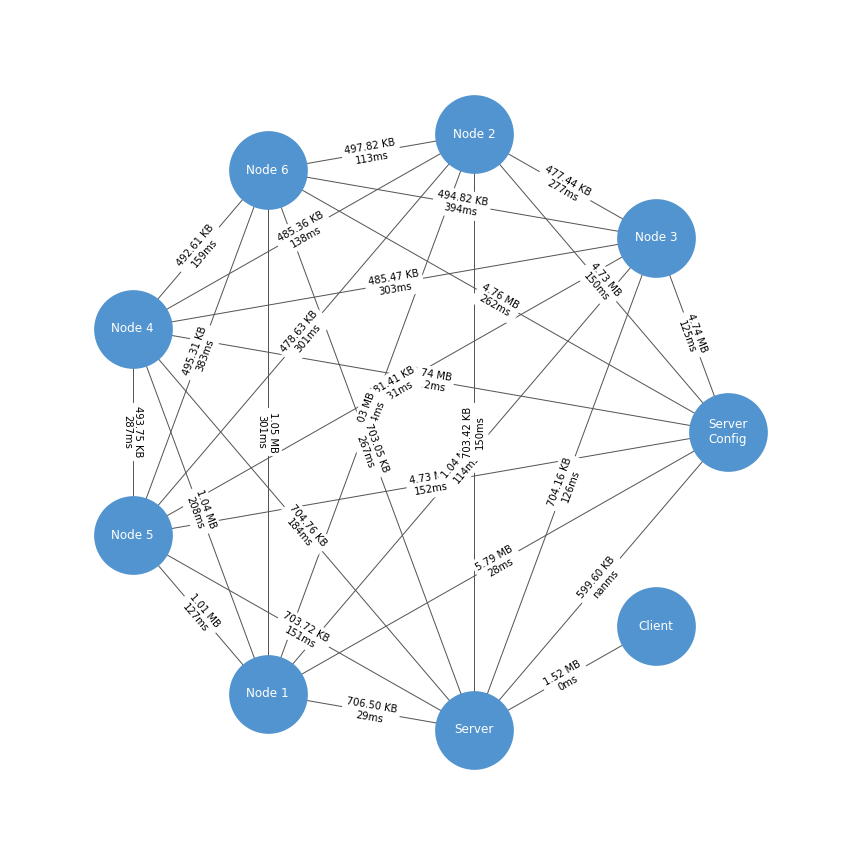 Node 2
497.82 KB
113ms
Node 6
477.44 KB
277ms
494.82 KB
394ms
485.36 KB
138ms
Node 3
492.61 KB
159ms
485.47 KB
303ms
4.73 MB
150ms
4.76 MB
262ms
Node 4
478.63 KB
301ms
4.74 MB
125ms
495.31 KB
383ms
74 MB
2ms
81.41 KB
31ms
03 MB
4ms
493.75 KB
287ms
1.05 MB
301ms
703.42 KB
150ms
Server
Config
703.05 KB
267ms
1.04
114ms
4.73
152ms
704.16 KB
126ms
1.04 MB
208ms
704.76 KB
184ms
Node 5
5.79 MB
28ms
599.60 KB
nanms
1.01 MB
127ms
703.72 KB
151ms
Client
1.52 MB
0ms
Node 1
706.50 KB
29ms
Server